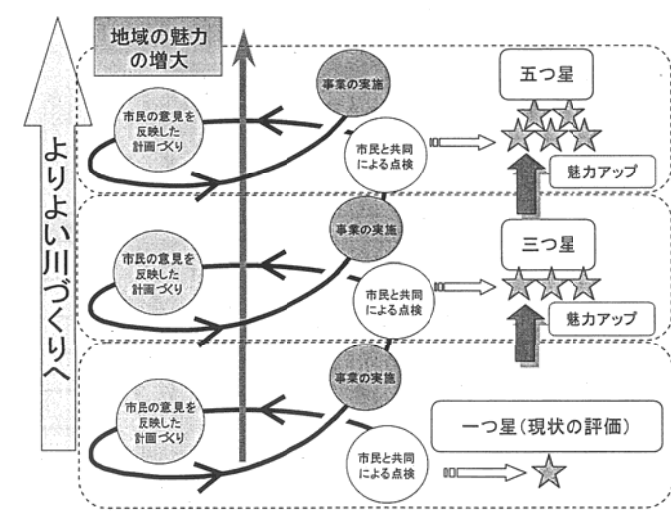 地域の魅力
の増大
よりよい川づくりへ
事業の実施
市民の意見を
反映した
計画づくり
市民と共同
による点検
五つ星
魅力アップ
事業の実施
市民の意見を
反映した
計画づくり
市民と共同
による点検
三つ星
魅力アップ
事業の実施
市民の意見を
反映した
計画づくり
市民と共同
による点検
一つ星(現状の評価)